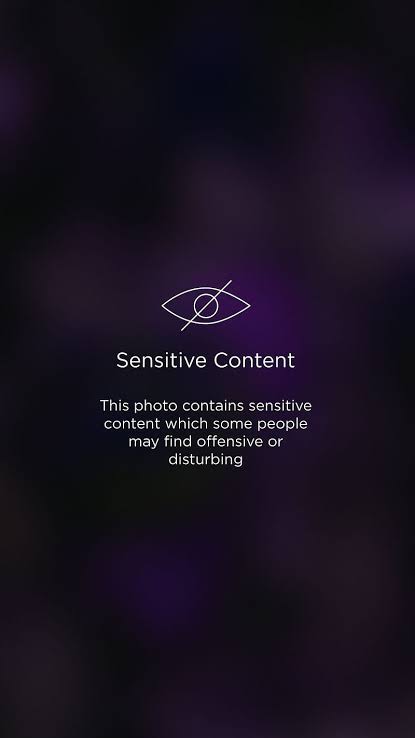 Sensitive Content
This photo contains sensitive
content which some people
may find offensive or
disturbing